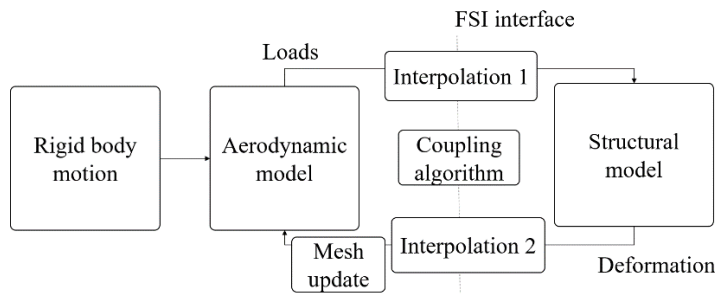 FSI interface
Loads
Interpolation 1
Rigid body
motion
Aerodynamic
model
Coupling
algorithm
Structural
model
Interpolation 2
Mesh
update
Deformation